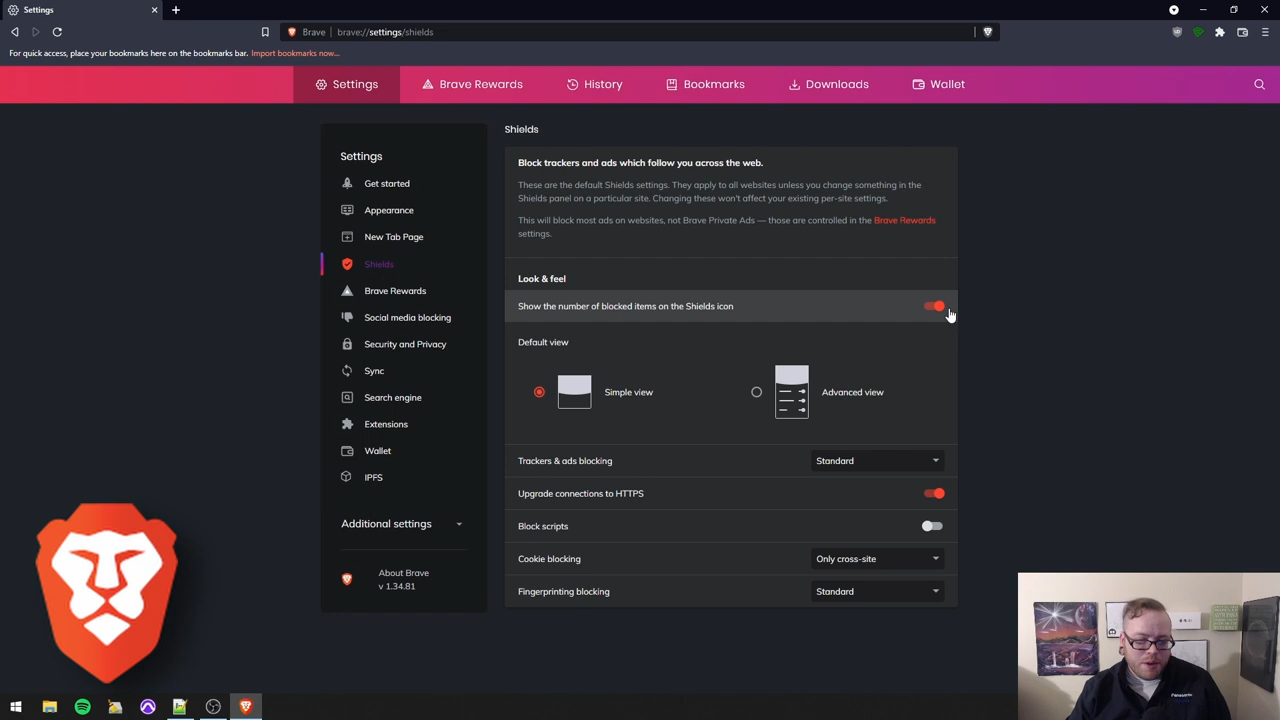 Settings
Brave
brave://settings/shields
For quick access, place your bookmarks here on the bookmarks bar. Import bookmarks now...
Settings
Brave Rewards
History
Bookmarks
Downloads
Wallet
Settings
Get started
Appearance
New Tab Page
Shields
Brave Rewards
Social media blocking
Security and Privacy
Sync
Search engine
Extensions
Wallet
IPFS
Additional settings
About Brave
v 1.34.81
Shields
Block trackers and ads which follow you across the web.
These are the default Shields settings. They apply to all websites unless you change something in the
Shields panel on a particular site. Changing these won't affect your existing per-site settings.
This will block most ads on websites, not Brave Private Ads — those are controlled in the Brave Rewards
settings.
Look & feel
Show the number of blocked items on the Shields icon
Default view
Simple view
Advanced view
Trackers & ads blocking
Standard
Upgrade connections to HTTPS
Block scripts
Cookie blocking
Only cross-site
Fingerprinting blocking
Standard